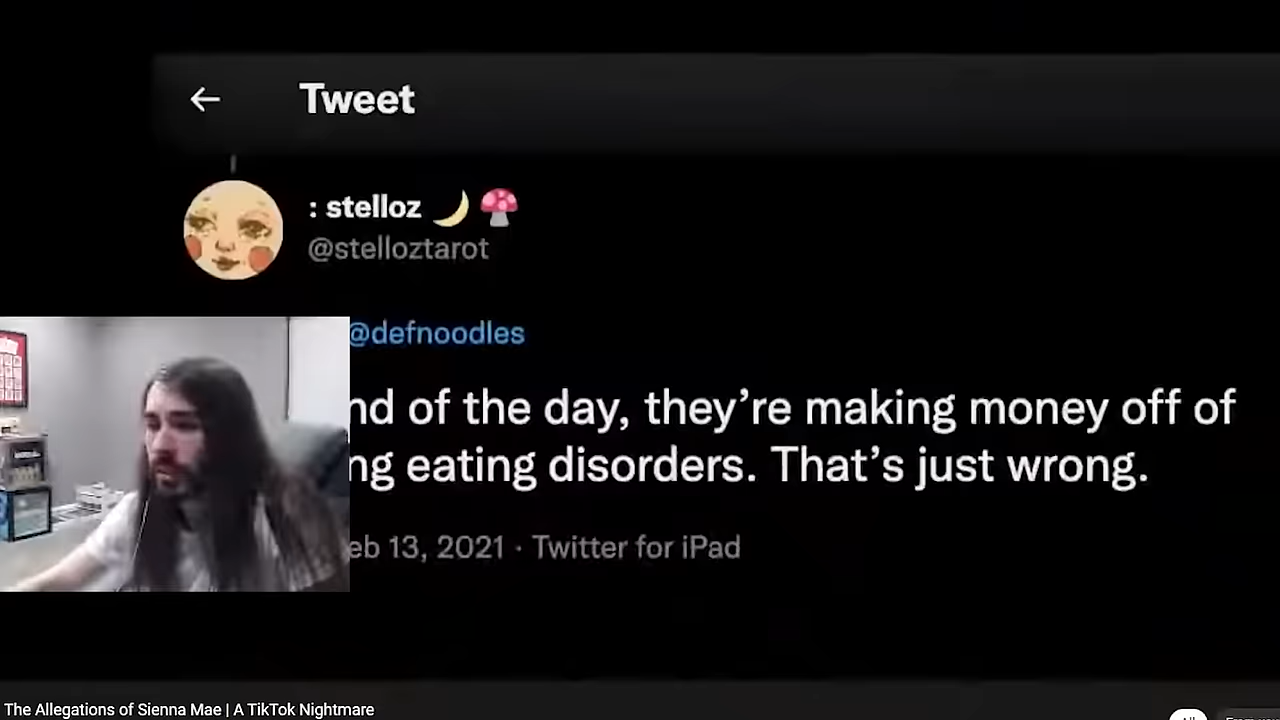 Tweet
: stelloz 🌙 🍄
@stelloztarot
@defnoodles
nd of the day, they're making money off of
ng eating disorders. That's just wrong.
eb 13, 2021 · Twitter for iPad
The Allegations of Sienna Mae | A TikTok Nightmare
All